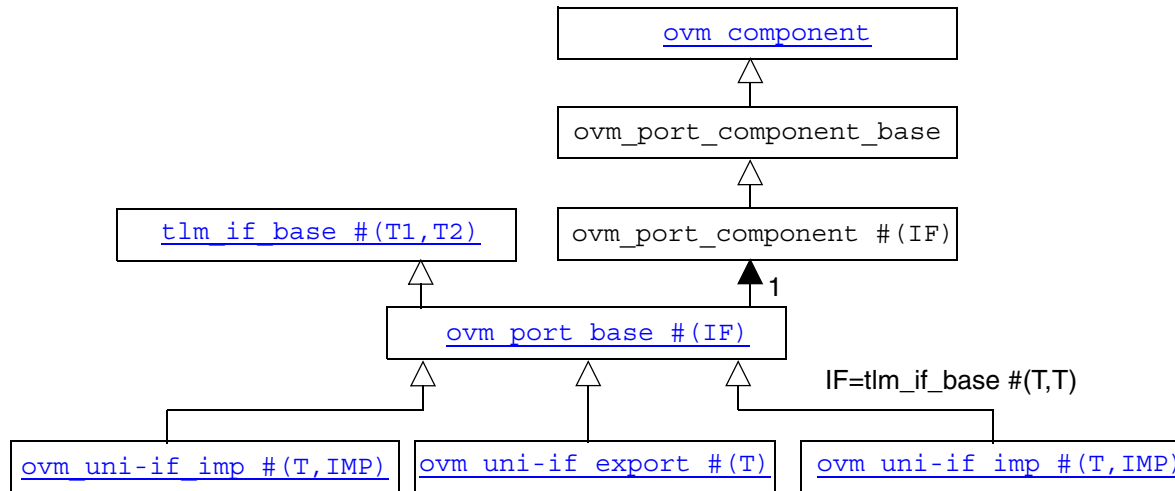 ovm_component
ovm_port_component_base
tlm_if_base #(T1,T2)
ovm_port_component #(IF)
1
ovm_port_base #(IF)
IF=tlm_if_base #(T,T)
ovm_uni-if_imp #(T,IMP)
ovm_uni-if_export #(T)
ovm_uni-if_imp #(T,IMP)